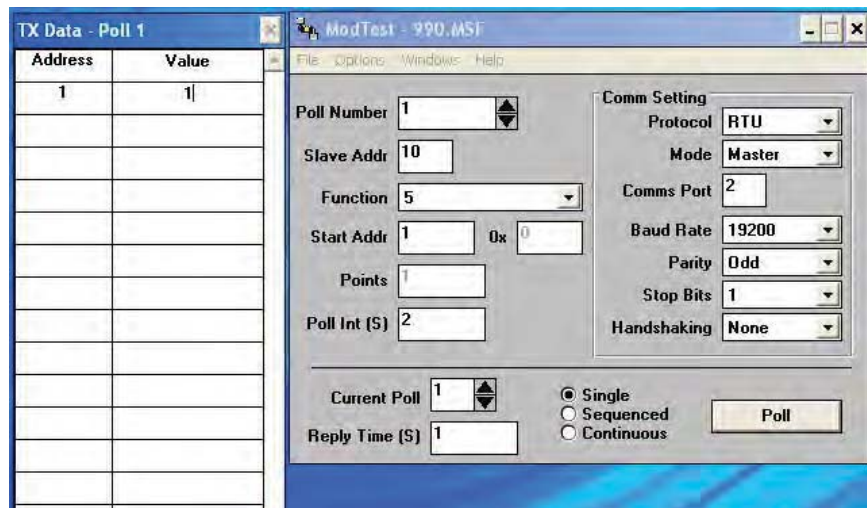 TX Data - Poll 1
Address Value
1 1
ModTest - 990.MSF
File Options Windows Help
Poll Number 1
Slave Addr 10
Function 5
Start Addr 1 0x 0
Points 1
Poll Int (S) 2
Comm Setting
Protocol RTU
Mode Master
Comms Port 2
Baud Rate 19200
Parity Odd
Stop Bits 1
Handshaking None
Current Poll 1
Reply Time (S) 1
Single
Sequenced
Continuous
Poll